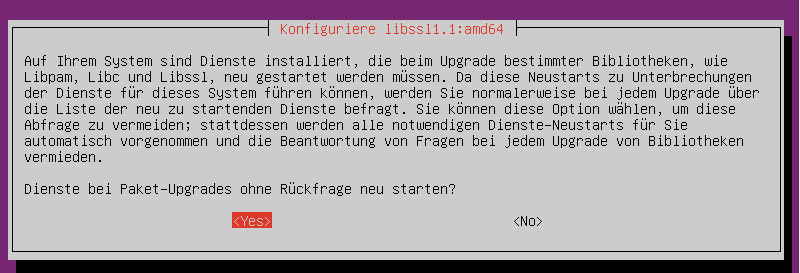 Konfiguriere libssl1.1:amd64
Auf Ihrem System sind Dienste installiert, die beim Upgrade bestimmter Bibliotheken, wie
Libpam, Libc und Libssl, neu gestartet werden müssen. Da diese Neustarts zu Unterbrechungen
der Dienste für dieses System führen können, werden Sie normalerweise bei jedem Upgrade über
die Liste der neu zu startenden Dienste befragt. Sie können diese Option wählen, um diese
Abfrage zu vermeiden; stattdessen werden alle notwendigen Dienste-Neustarts für Sie
automatisch vorgenommen und die Beantwortung von Fragen bei jedem Upgrade von Bibliotheken
vermieden.
Dienste bei Paket-Upgrades ohne Rückfrage neu starten?
<Yes> <No>